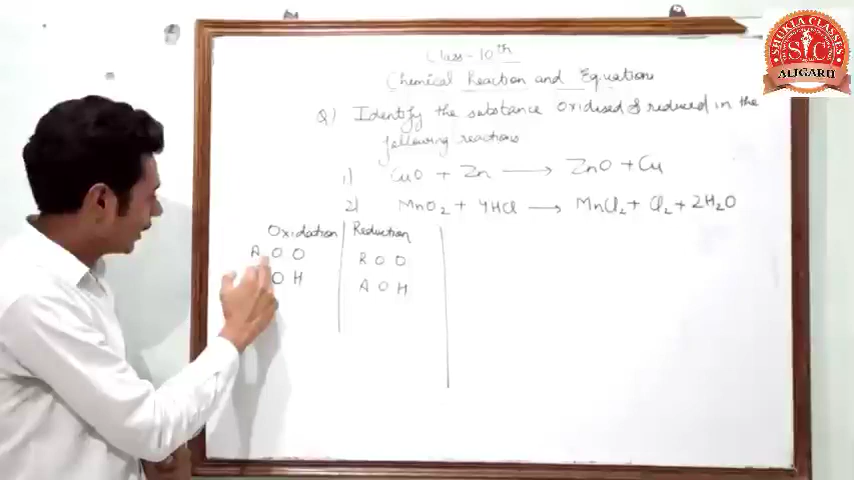 Class-10th
Chemical Reaction and Equation
Q) Identify the substance Oxidised & reduced in the
following reactions
1) CuO + Zn ⟶ ZnO + Cu
2) MnO₂ + 4HCl ⟶ MnCl₂ + Cl₂ + 2H₂O
Oxidation Reduction
A O O
R O O
O H
A O H
SHUKLA CLASSES
SC
ALIGARH